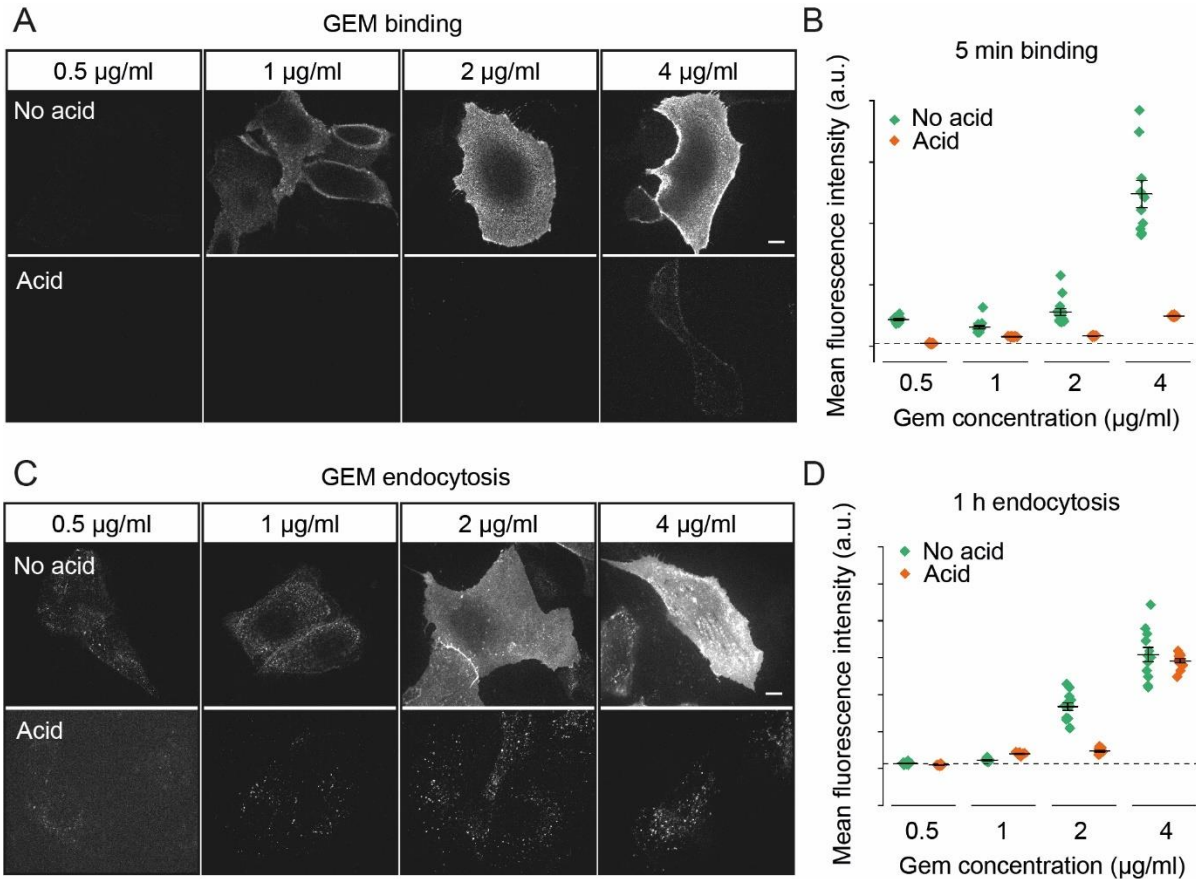 A
GEM binding
0.5 µg/ml
1 µg/ml
2 µg/ml
4 µg/ml
No acid
Acid
B
5 min binding
Mean fluorescence intensity (a.u.)
No acid
Acid
0.5
1
2
4
Gem concentration (µg/ml)
C
GEM endocytosis
0.5 µg/ml
1 µg/ml
2 µg/ml
4 µg/ml
No acid
Acid
D
1 h endocytosis
Mean fluorescence intensity (a.u.)
No acid
Acid
0.5
1
2
4
Gem concentration (µg/ml)